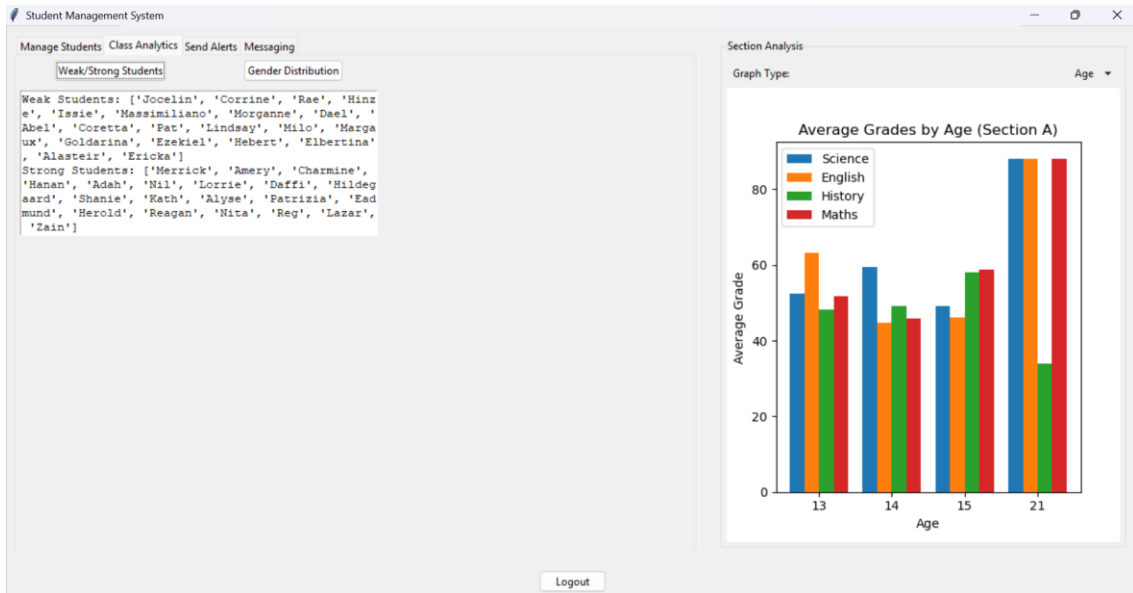 Student Management System
Manage Students Class Analytics Send Alerts Messaging
Weak/Strong Students Gender Distribution
Weak Students: ['Jocelin', 'Corrine', 'Rae', 'Hinz
e', 'Issie', 'Massimiliano', 'Morganne', 'Dael', '
Abel', 'Coretta', 'Pat', 'Lindsay', 'Milo', 'Marga
ux', 'Goldarina', 'Ezekiel', 'Hebert', 'Elbertina'
, 'Alasteir', 'Ericka']
Strong Students: ['Merrick', 'Amery', 'Charmine',
'Hanan', 'Adah', 'Nil', 'Lorrie', 'Daffi', 'Hildeg
aard', 'Shanie', 'Kath', 'Alyse', 'Patrizia', 'Ead
mund', 'Herold', 'Reagan', 'Nita', 'Reg', 'Lazar',
'Zain']
Section Analysis
Graph Type: Age
Average Grades by Age (Section A)
Science
English
History
Maths
Average Grade
80
60
40
20
0
13 14 15 21
Age
Logout